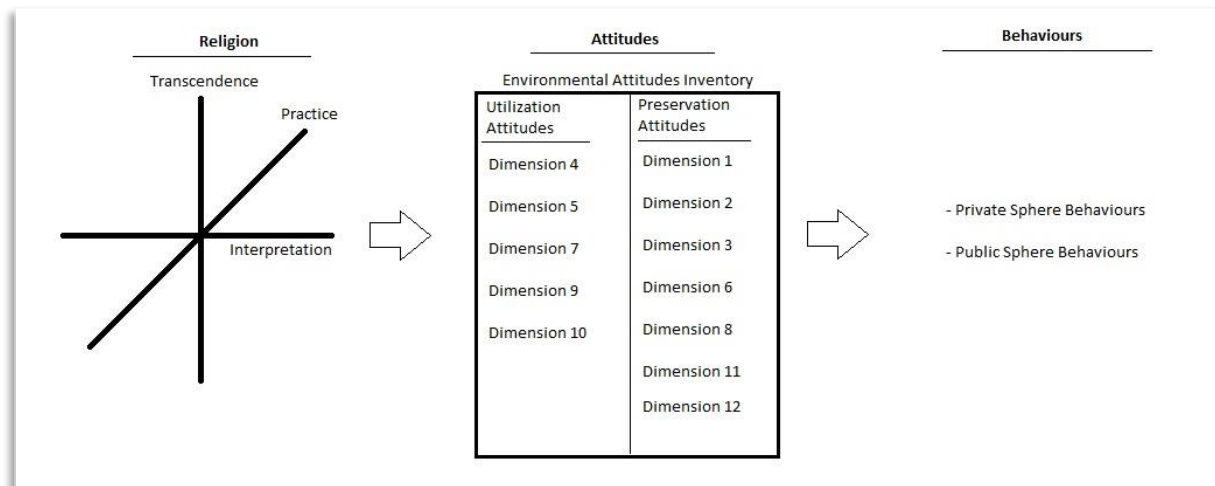 Religion
Transcendence
Practice
Interpretation
Attitudes
Environmental Attitudes Inventory
Utilization
Attitudes
Dimension 4
Dimension 5
Dimension 7
Dimension 9
Dimension 10
Preservation
Attitudes
Dimension 1
Dimension 2
Dimension 3
Dimension 6
Dimension 8
Dimension 11
Dimension 12
Behaviours
- Private Sphere Behaviours
- Public Sphere Behaviours